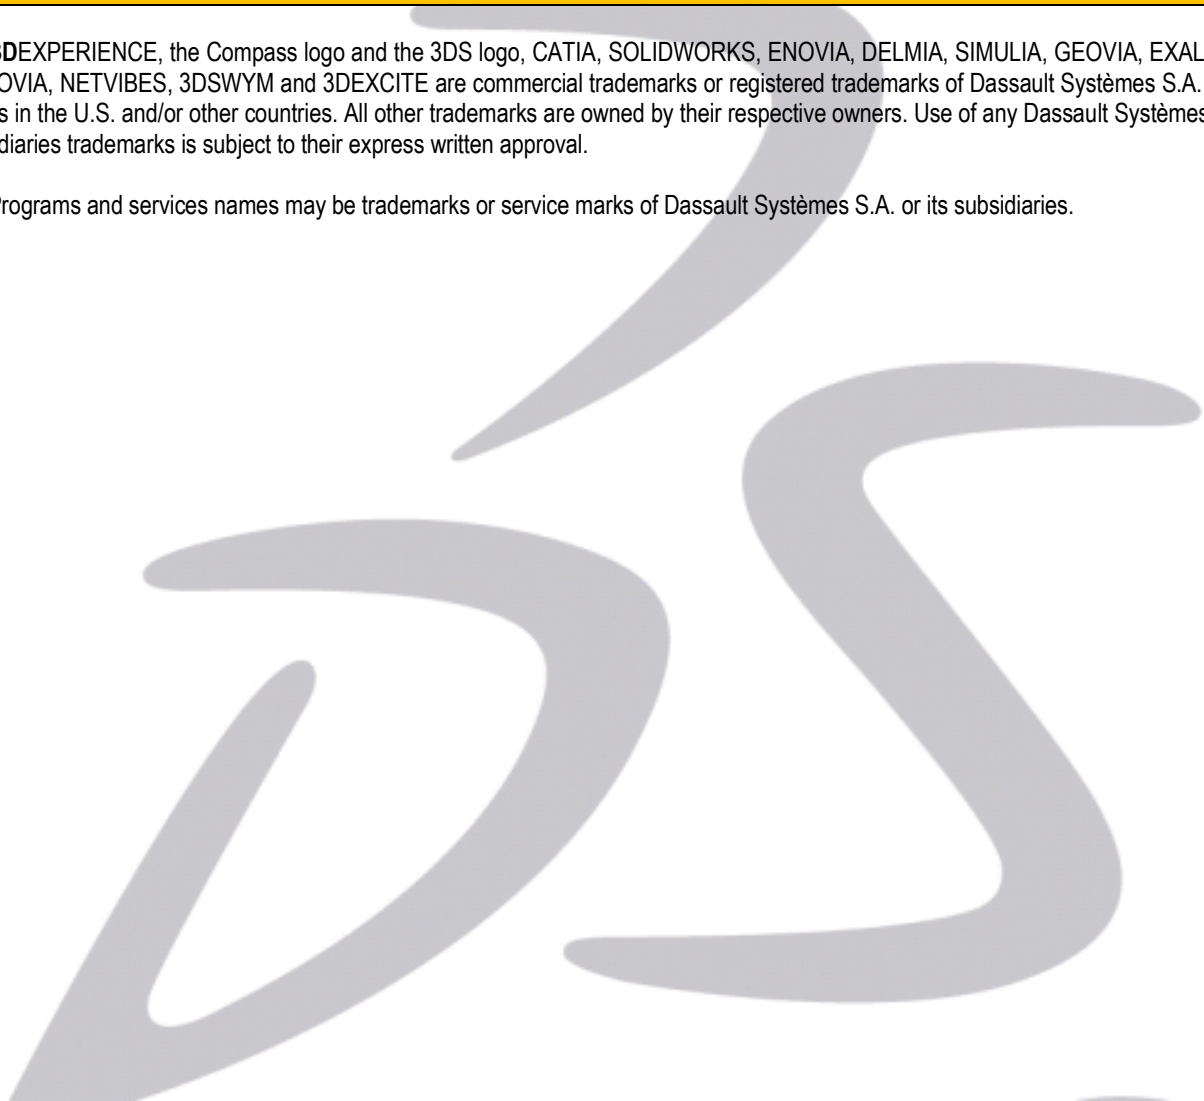 3DEXPERIENCE, the Compass logo and the 3DS logo, CATIA, SOLIDWORKS, ENOVIA, DELMIA, SIMULIA, GEOVIA, EXAL
OVIA, NETVIBES, 3DSWYM and 3DEXCITE are commercial trademarks or registered trademarks of Dassault Systèmes S.A.
s in the U.S. and/or other countries. All other trademarks are owned by their respective owners. Use of any Dassault Systèmes
diaries trademarks is subject to their express written approval.
Programs and services names may be trademarks or service marks of Dassault Systèmes S.A. or its subsidiaries.